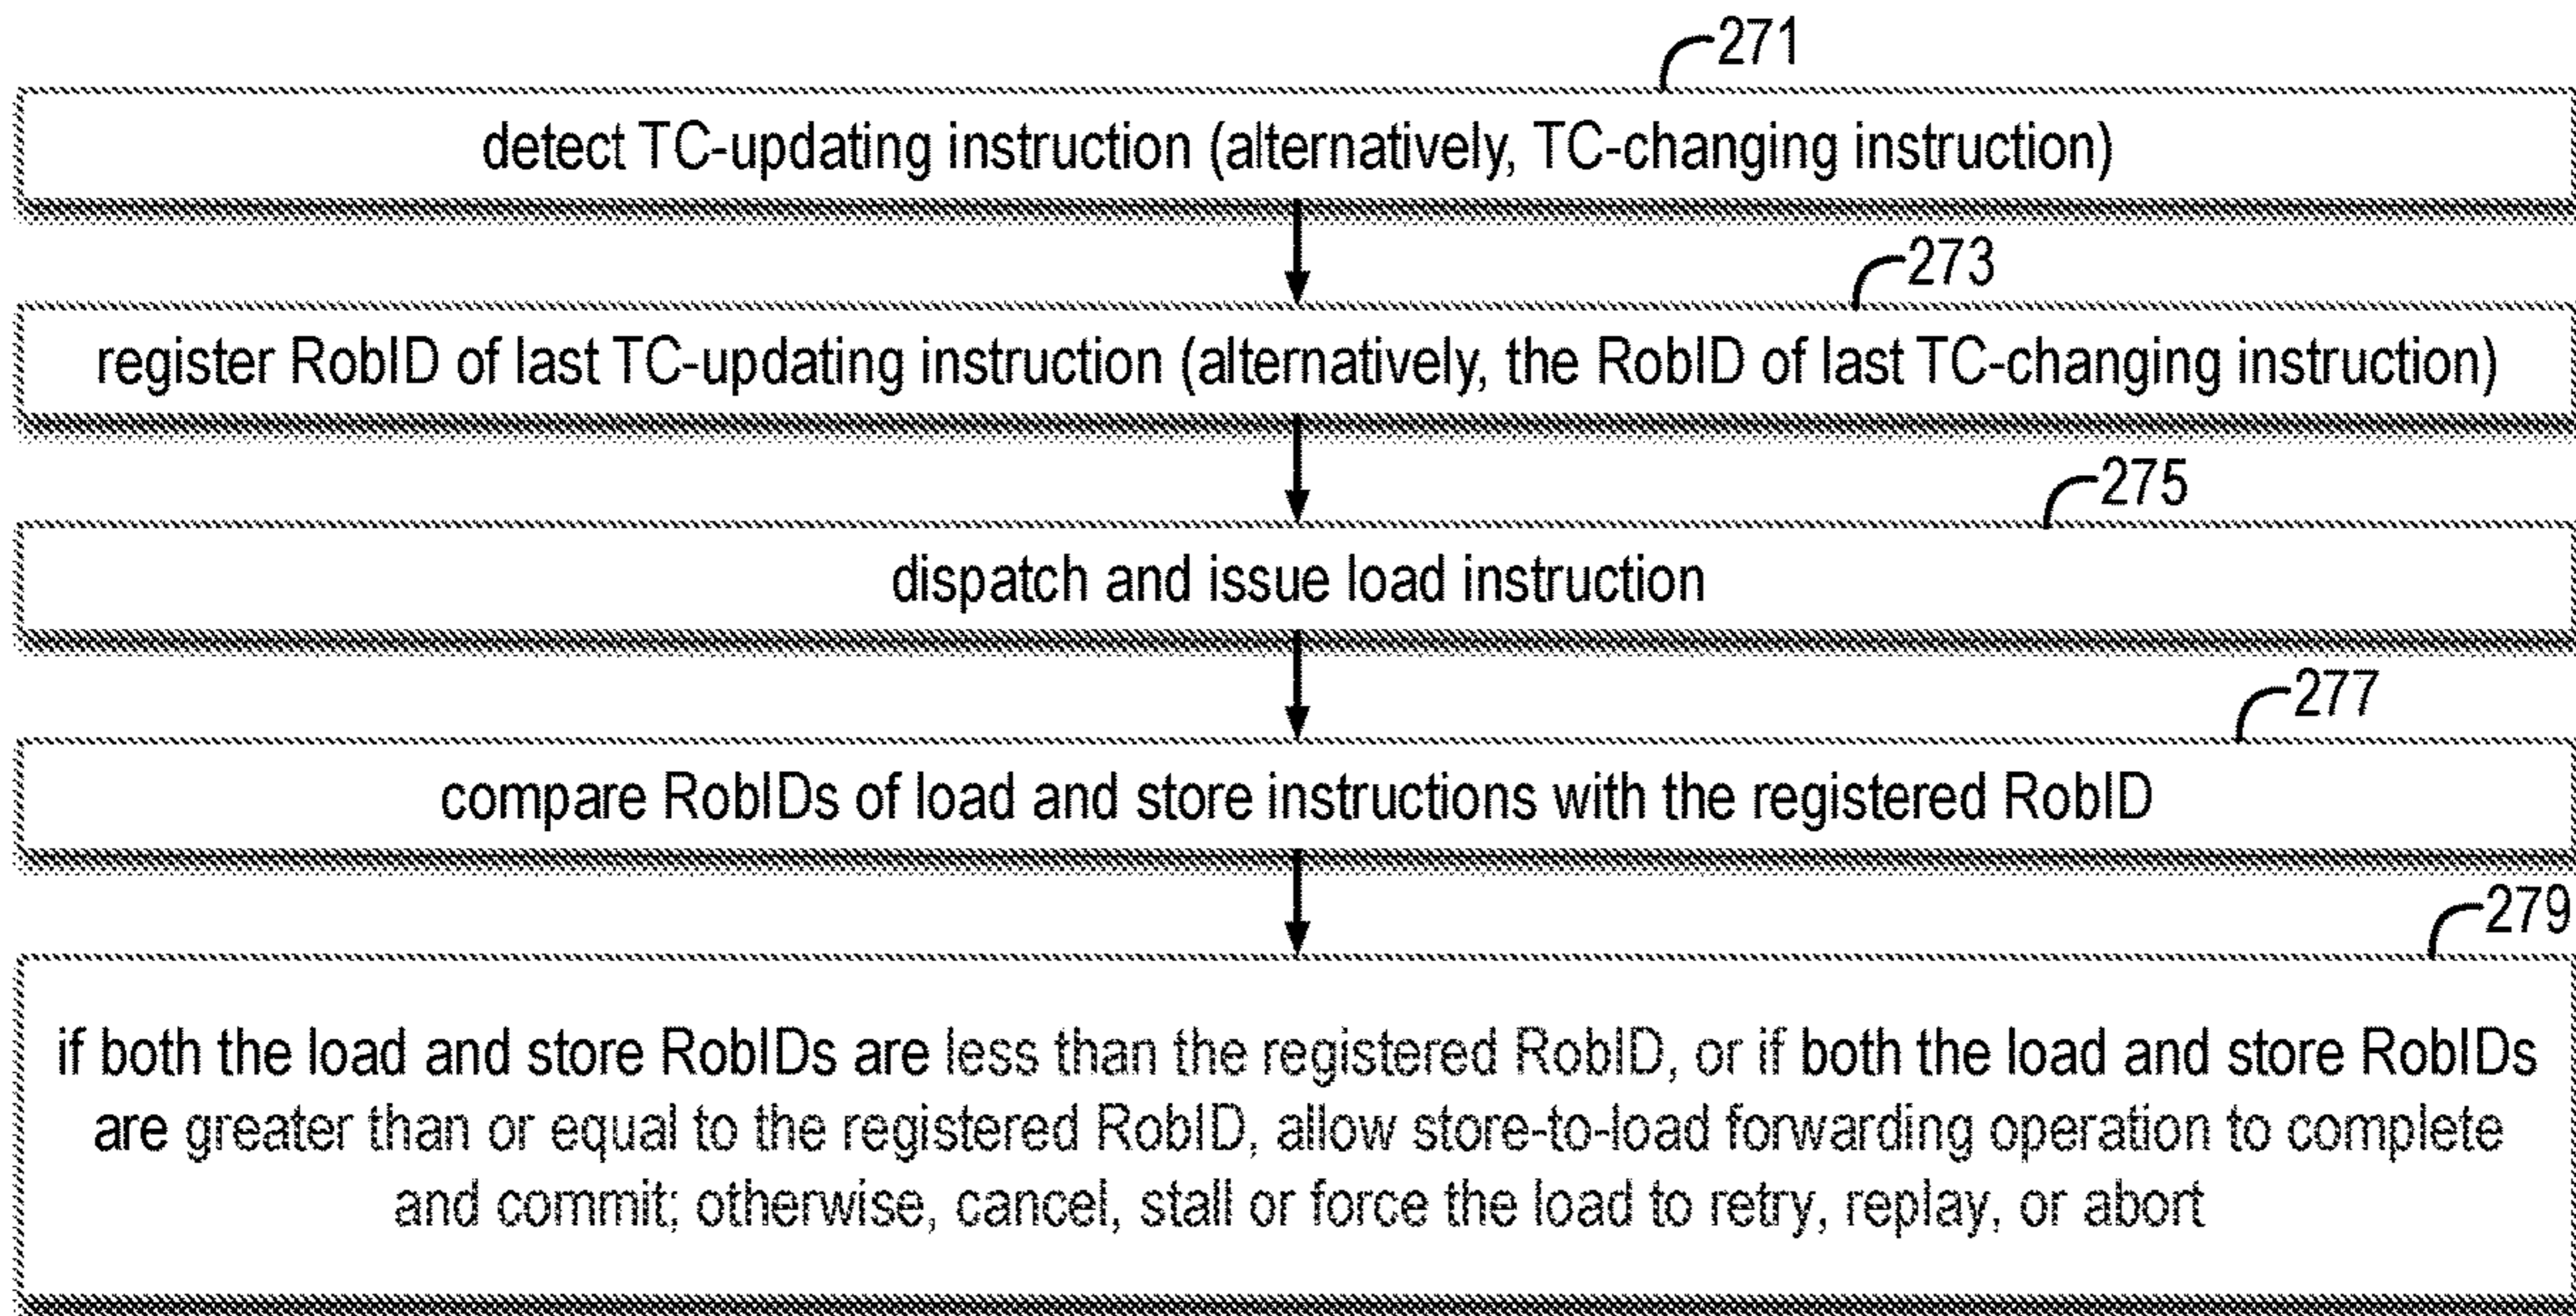 271
detect TC-updating instruction (alternatively, TC-changing instruction)
273
register RobID of last TC-updating instruction (alternatively, the RobID of last TC-changing instruction)
275
dispatch and issue load instruction
277
compare RobIDs of load and store instructions with the registered RobID
279
if both the load and store RobIDs are less than the registered RobID, or if both the load and store RobIDs
are greater than or equal to the registered RobID, allow store-to-load forwarding operation to complete
and commit; otherwise, cancel, stall or force the load to retry, replay, or abort